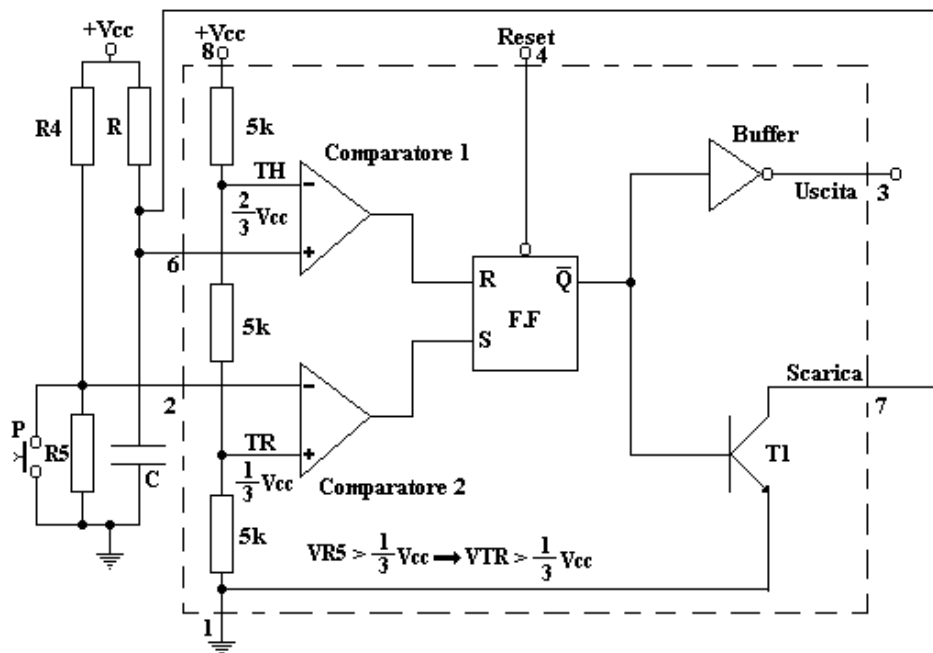 +Vcc
+Vcc
8
Reset
4
R4
R
5k
TH
2/3 Vcc
Comparatore 1
Buffer
Uscita
3
6
R
Q̅
F.F
S
5k
2
Scarica
7
P
R5
C
TR
1/3 Vcc
Comparatore 2
T1
5k
VR5 > 1/3 Vcc ➡ VTR > 1/3 Vcc
1